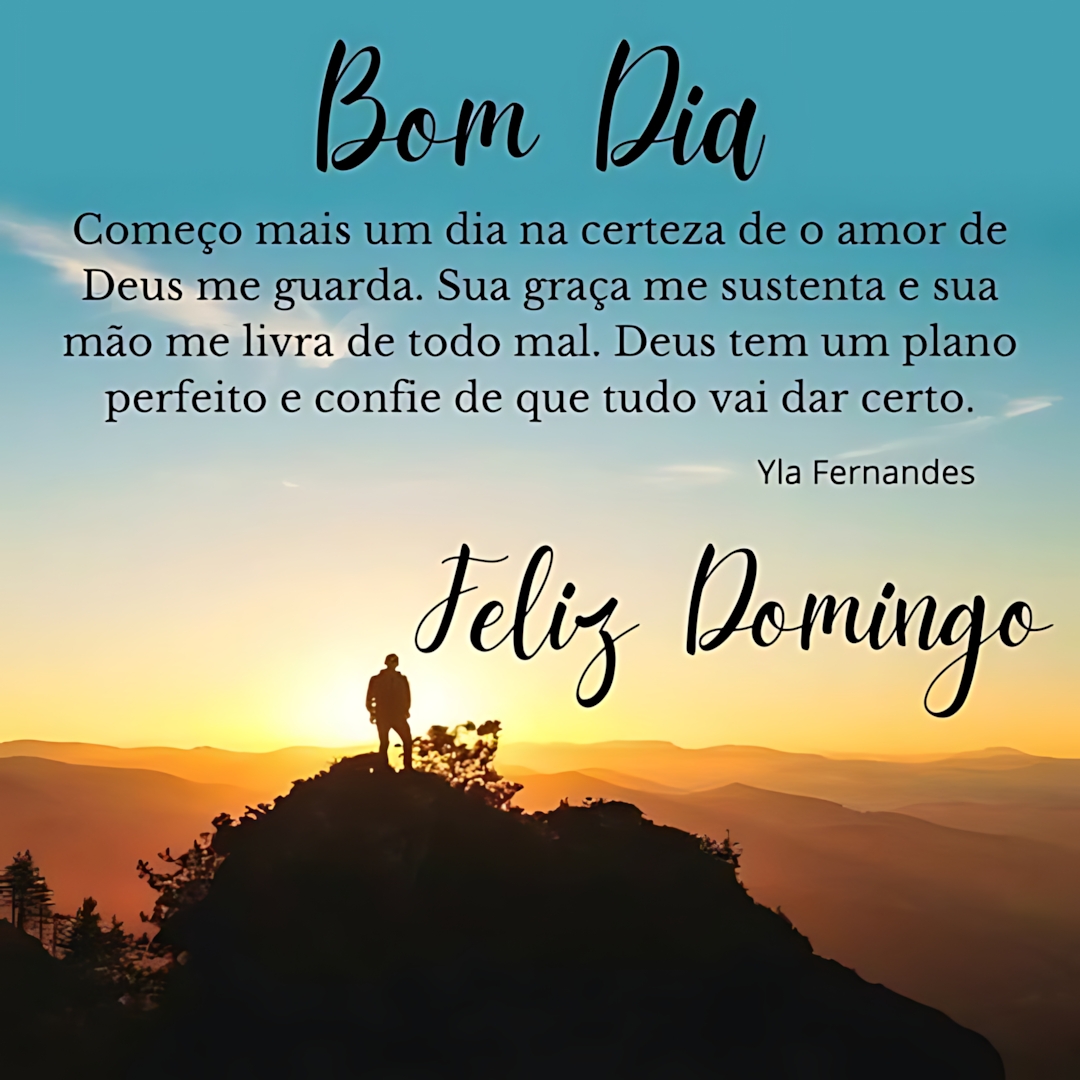 Bom Dia
Começo mais um dia na certeza de o amor de
Deus me guarda. Sua graça me sustenta e sua
mão me livra de todo mal. Deus tem um plano
perfeito e confie de que tudo vai dar certo.
Yla Fernandes
Feliz Domingo